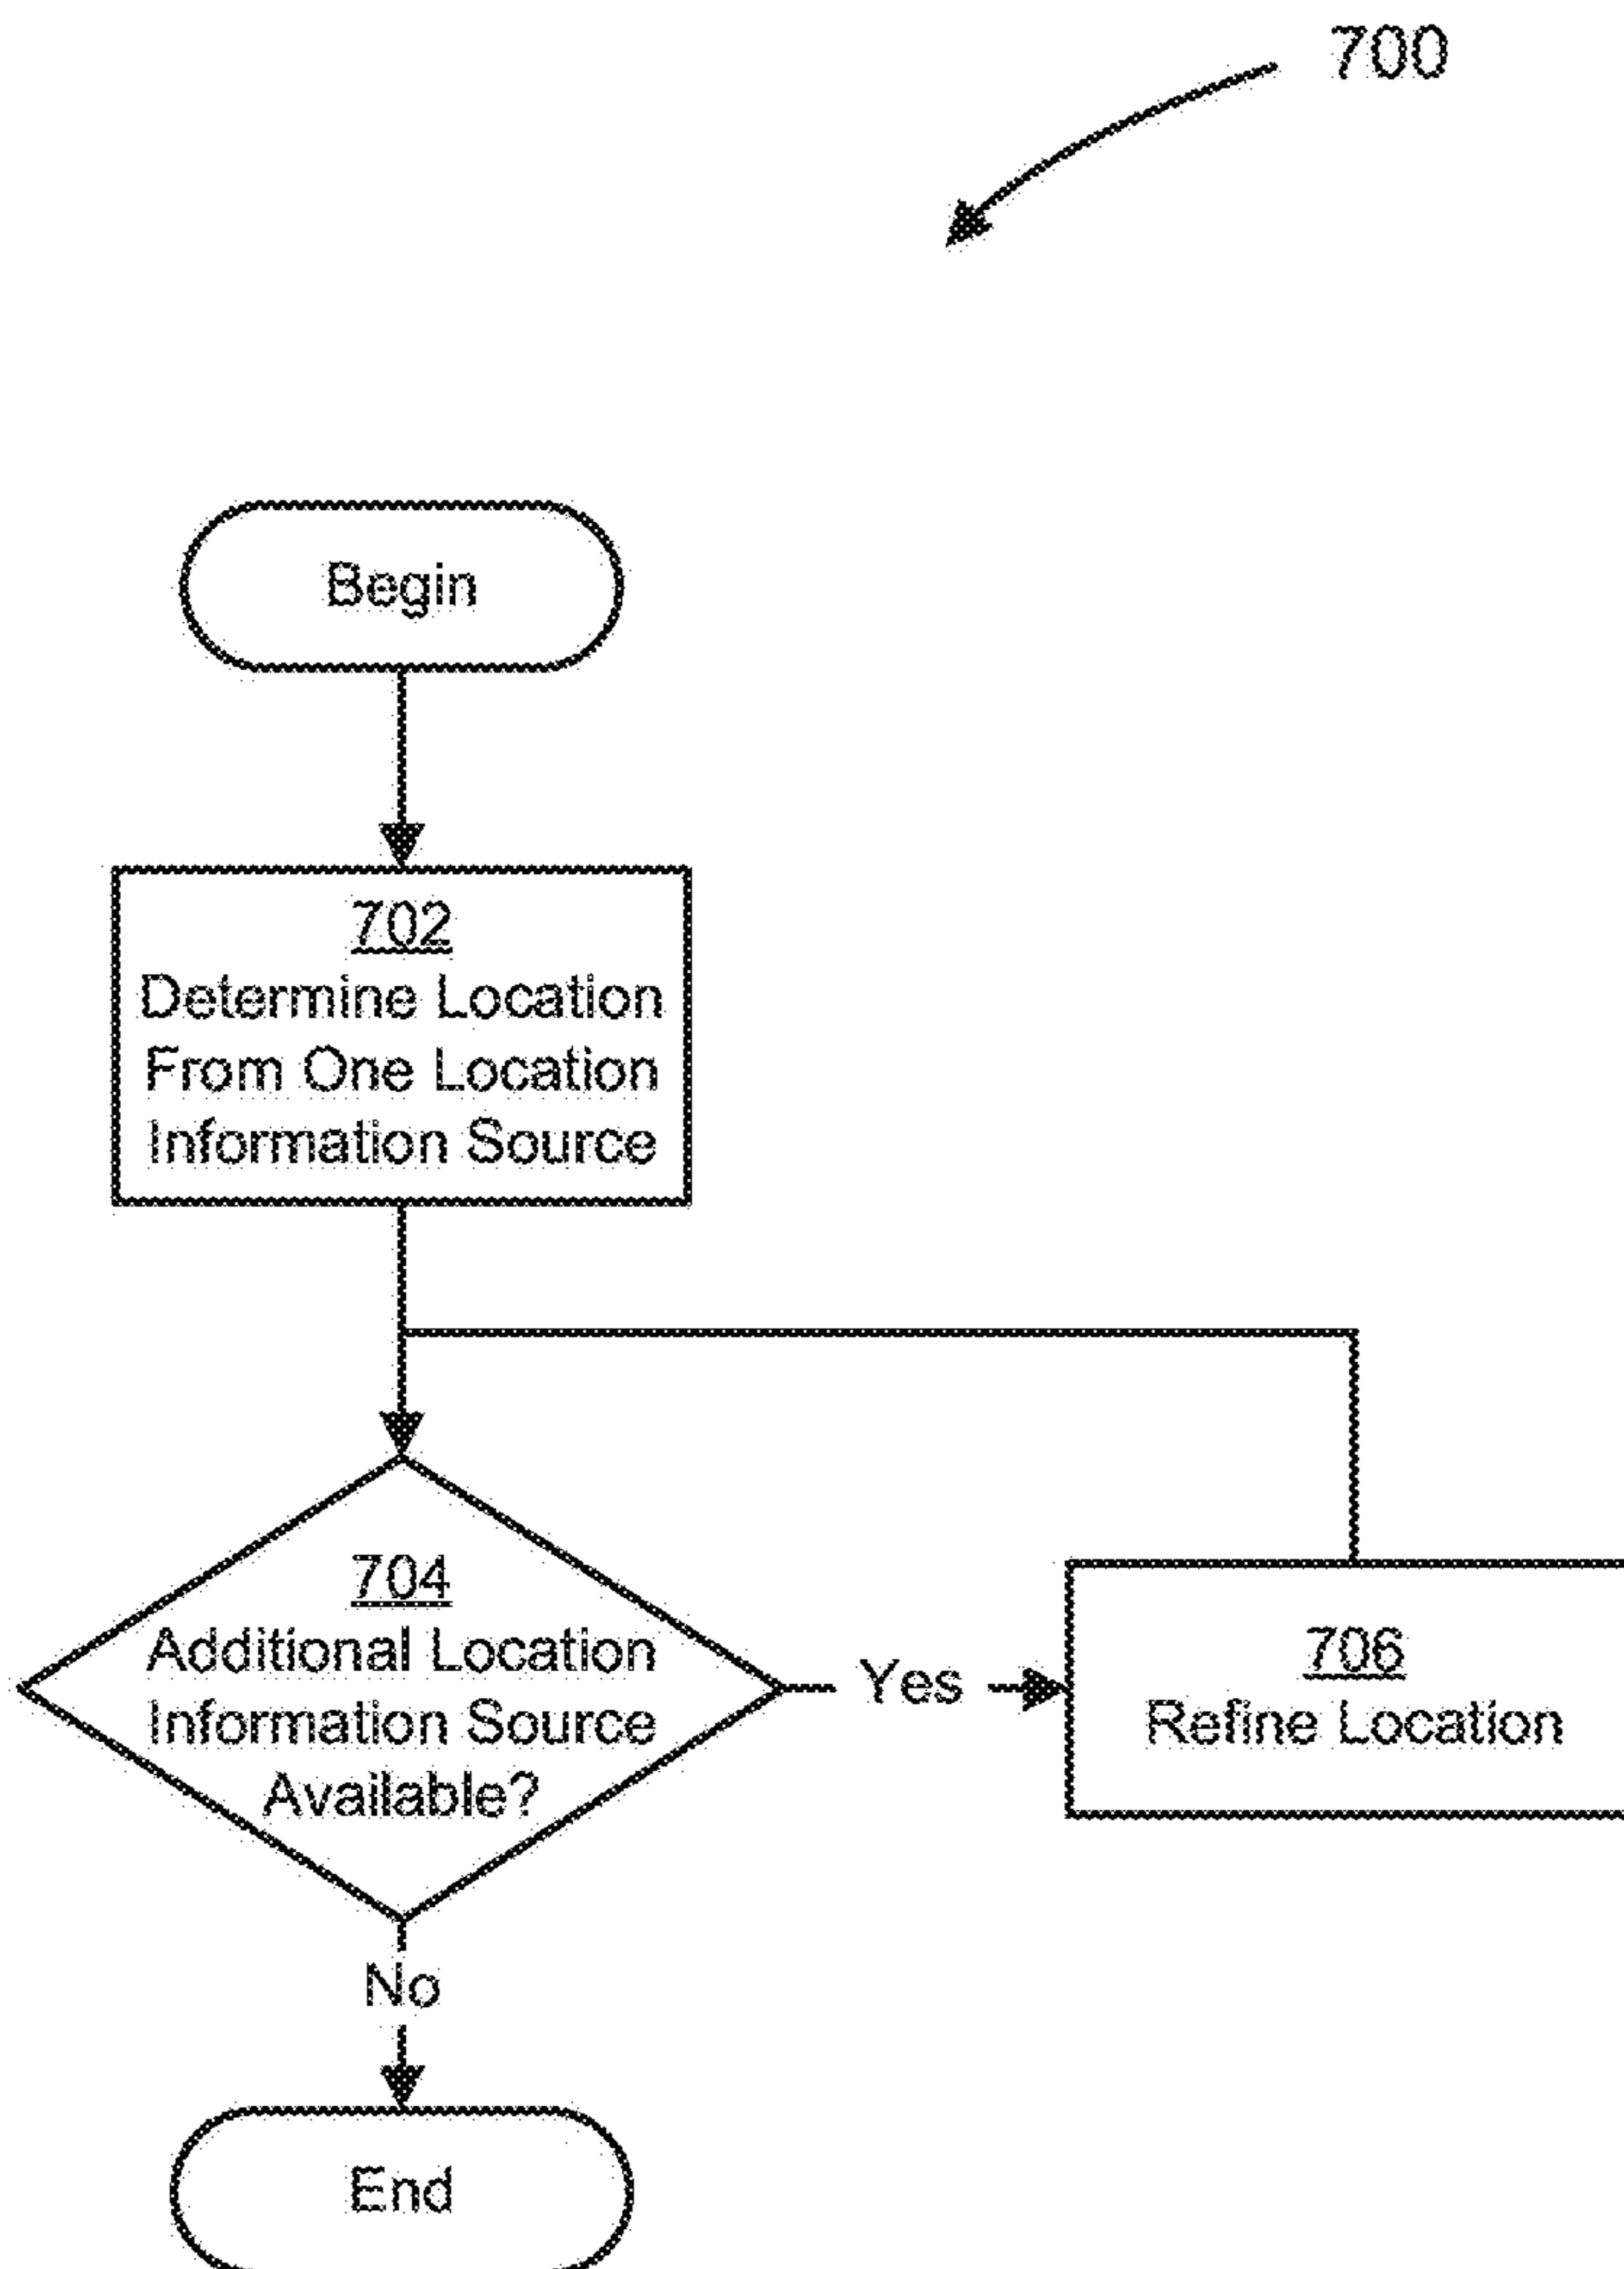 700
Begin
702
Determine Location
From One Location
Information Source
704
Additional Location
Information Source
Available?
Yes
706
Refine Location
No
End